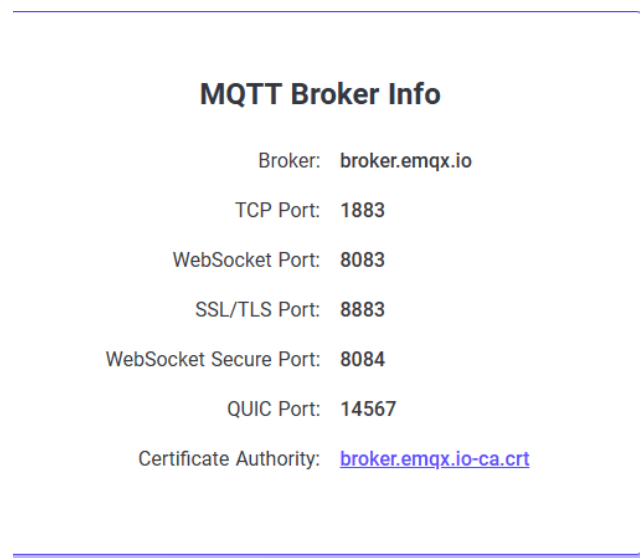 MQTT Broker Info
Broker: broker.emqx.io
TCP Port: 1883
WebSocket Port: 8083
SSL/TLS Port: 8883
WebSocket Secure Port: 8084
QUIC Port: 14567
Certificate Authority: broker.emqx.io-ca.crt